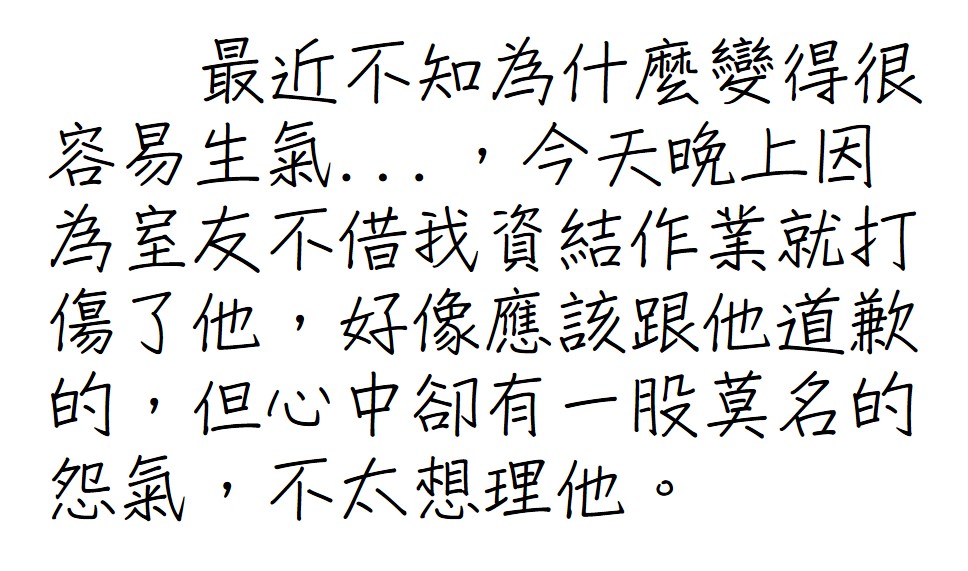 最近不知為什麼變得很
容易生氣...，今天晚上因
為室友不借我資結作業就打
傷了他，好像應該跟他道歉
的，但心中卻有一股莫名的
怨氣，不太想理他。